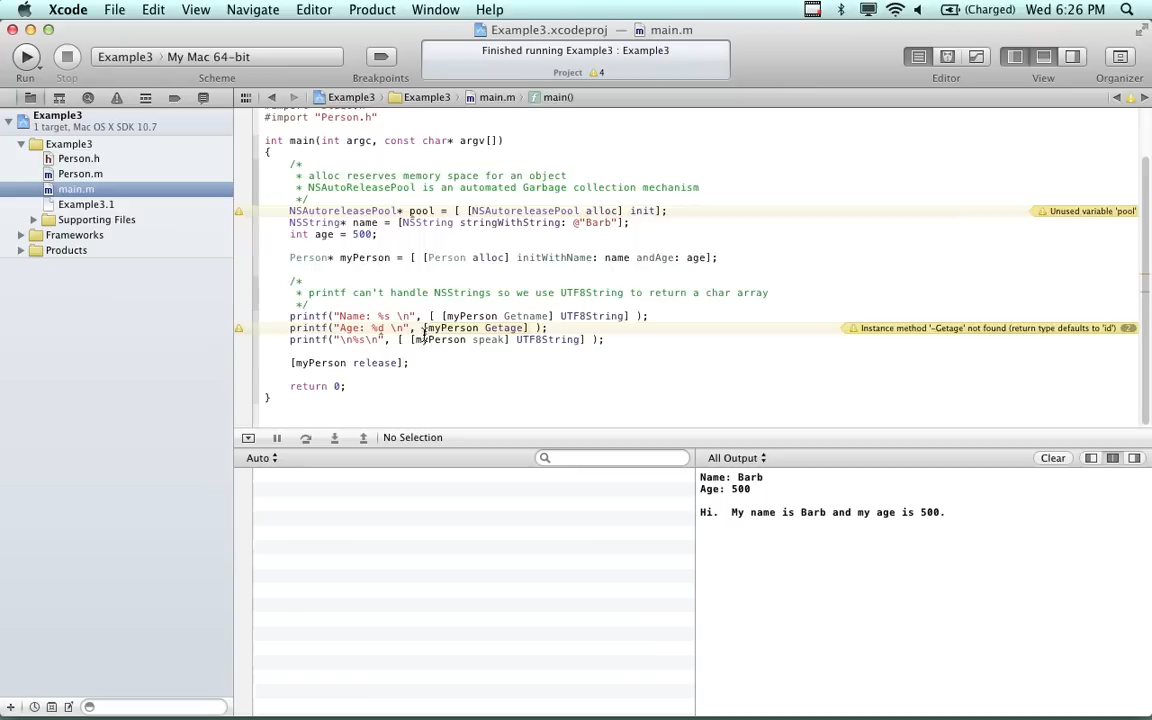 Xcode File Edit View Navigate Editor Product Window Help (Charged) Wed 6:26 PM
Example3.xcodeproj main.m
Example3 My Mac 64-bit
Finished running Example3 : Example3
Project 4
Run Stop Scheme Breakpoints Editor View Organizer
Example3 Example3 main.m main()
Example3
1 target, Mac OS X SDK 10.7
Example3
Person.h
Person.m
main.m
Example3.1
Supporting Files
Frameworks
Products
#import "Person.h"
int main(int argc, const char* argv[])
{
/*
* alloc reserves memory space for an object
* NSAutoReleasePool is an automated Garbage collection mechanism
*/
NSAutoreleasePool* pool = [ [NSAutoreleasePool alloc] init]; Unused variable 'pool'
NSString* name = [NSString stringWithString: @"Barb"];
int age = 500;
Person* myPerson = [ [Person alloc] initWithName: name andAge: age];
/*
* printf can't handle NSStrings so we use UTF8String to return a char array
*/
printf("Name: %s \n", [ [myPerson Getname] UTF8String] );
printf("Age: %d \n", [myPerson Getage] ); Instance method '-Getage' not found (return type defaults to 'id') 2
printf("\n%s\n", [ [myPerson speak] UTF8String] );
[myPerson release];
return 0;
}
No Selection
Auto All Output Clear
Name: Barb
Age: 500
Hi. My name is Barb and my age is 500.